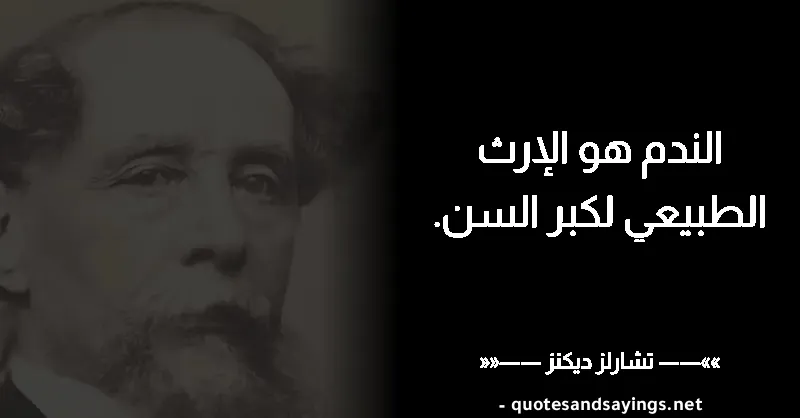 الندم هو الإرث
الطبيعي لكبر السن.
»»—— تشارلز ديكنز ——««
- quotesandsayings.net